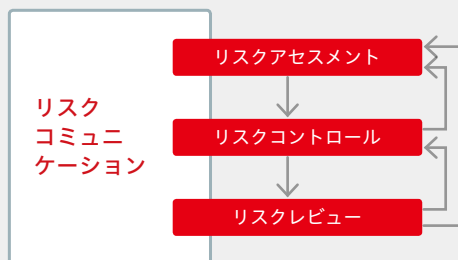 リスクアセスメント
リスク
コミュニ
ケーション
リスクコントロール
リスクレビュー